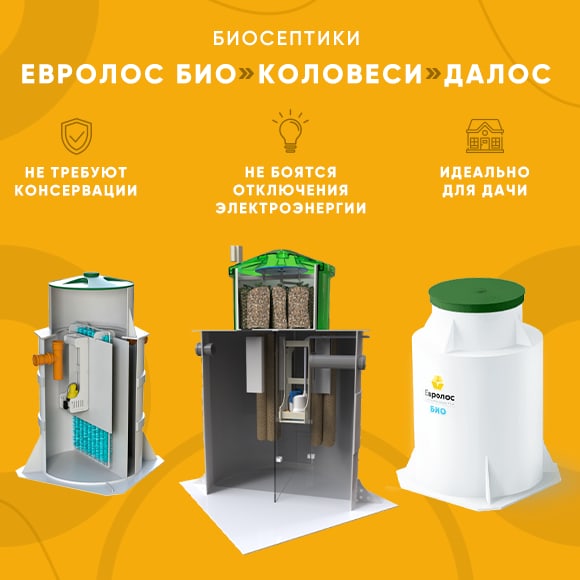 БИОСЕПТИКИ
ЕВРОЛОС БИО»КОЛОВЕСИ»ДАЛОС
НЕ ТРЕБУЮТ
КОНСЕРВАЦИИ
НЕ БОЯТСЯ
ОТКЛЮЧЕНИЯ
ЭЛЕКТРОЭНЕРГИИ
ИДЕАЛЬНО
ДЛЯ ДАЧИ
Евролос
БИО